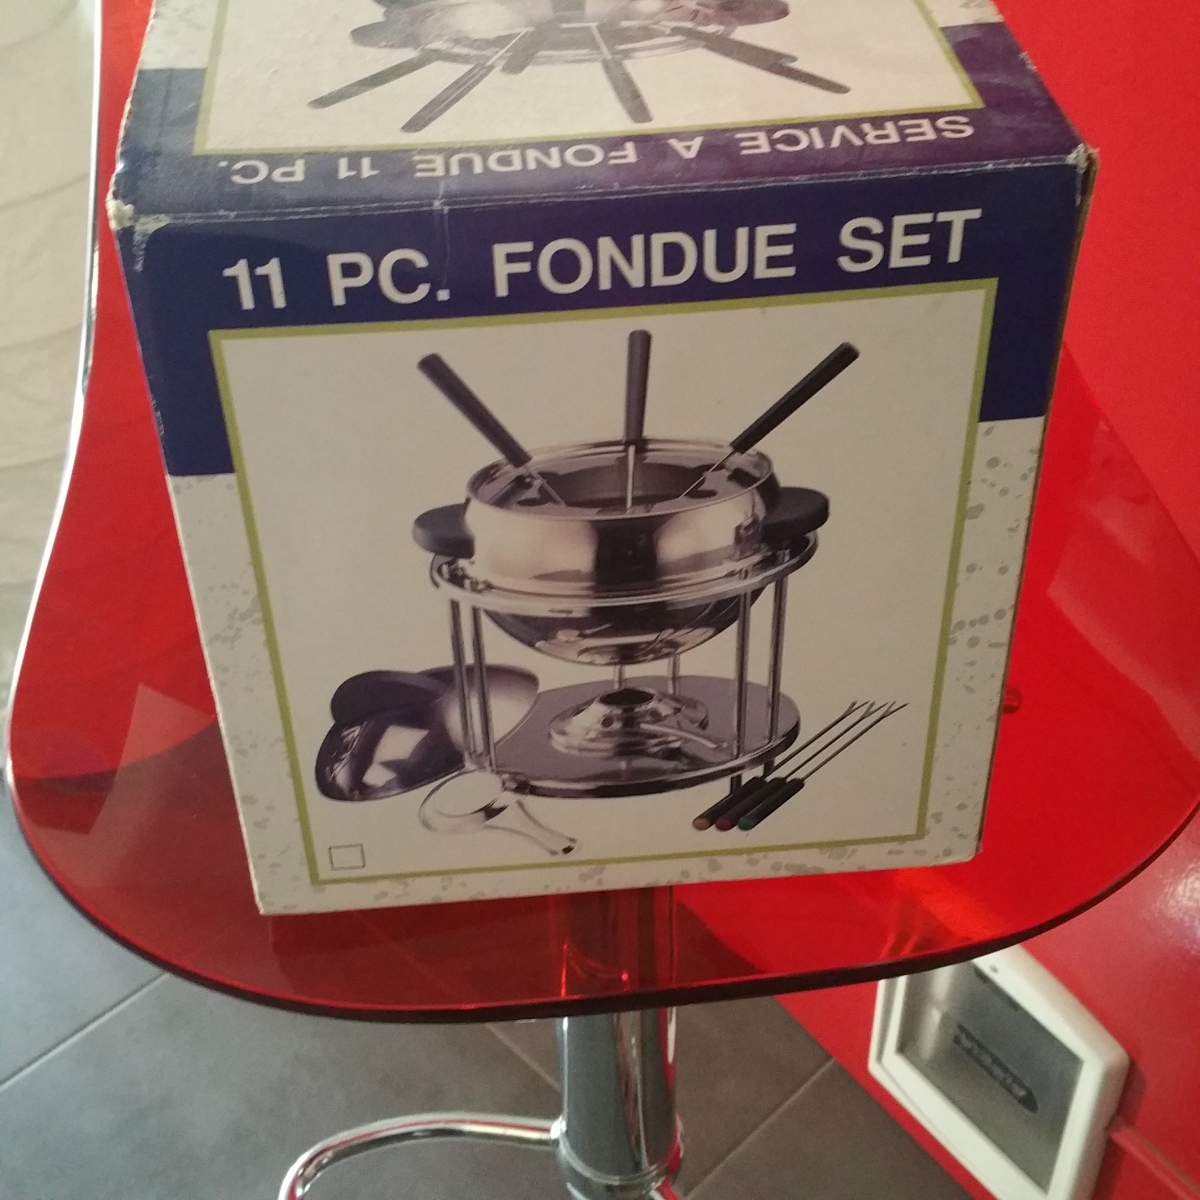 SERVICE A FONDUE 11 PC.
11 PC. FONDUE SET